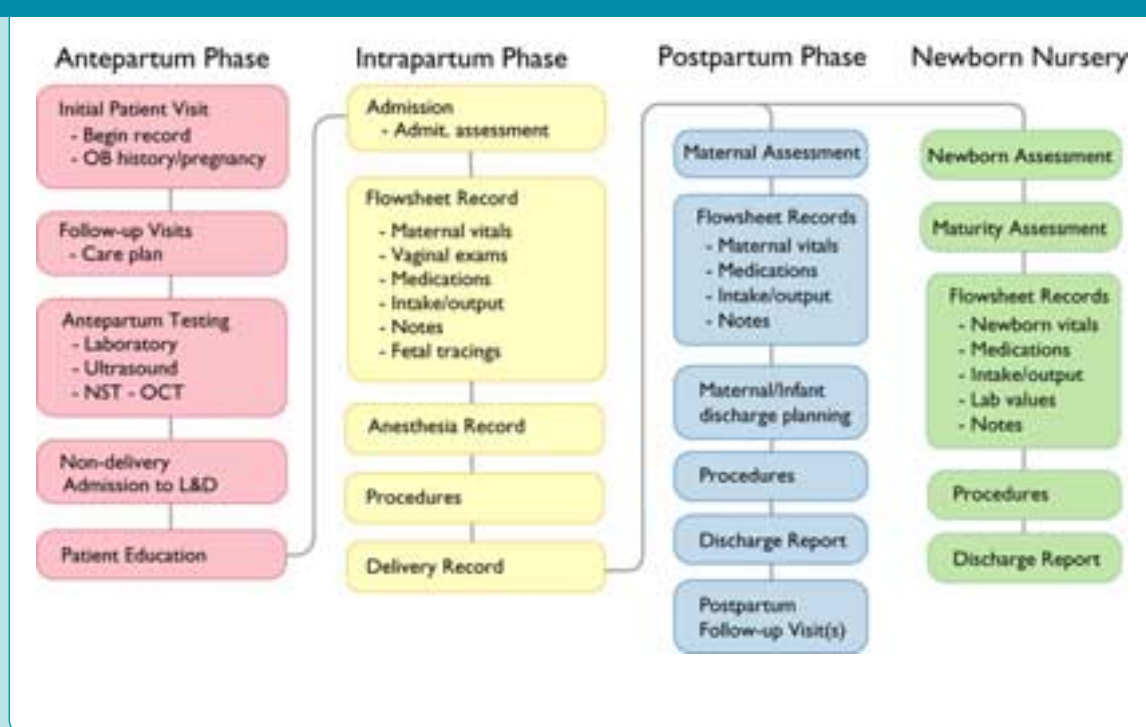 Antepartum Phase
Initial Patient Visit
- Begin record
- OB history/pregnancy
Follow-up Visits
- Care plan
Antepartum Testing
- Laboratory
- Ultrasound
- NST - OCT
Non-delivery
Admission to L&D
Patient Education
Intrapartum Phase
Admission
- Admit. assessment
Flowsheet Record
- Maternal vitals
- Vaginal exams
- Medications
- Intake/output
- Notes
- Fetal tracings
Anesthesia Record
Procedures
Delivery Record
Postpartum Phase
Maternal Assessment
Flowsheet Records
- Maternal vitals
- Medications
- Intake/output
- Notes
Maternal/Infant
discharge planning
Procedures
Discharge Report
Postpartum
Follow-up Visit(s)
Newborn Nursery
Newborn Assessment
Maturity Assessment
Flowsheet Records
- Newborn vitals
- Medications
- Intake/output
- Lab values
- Notes
Procedures
Discharge Report